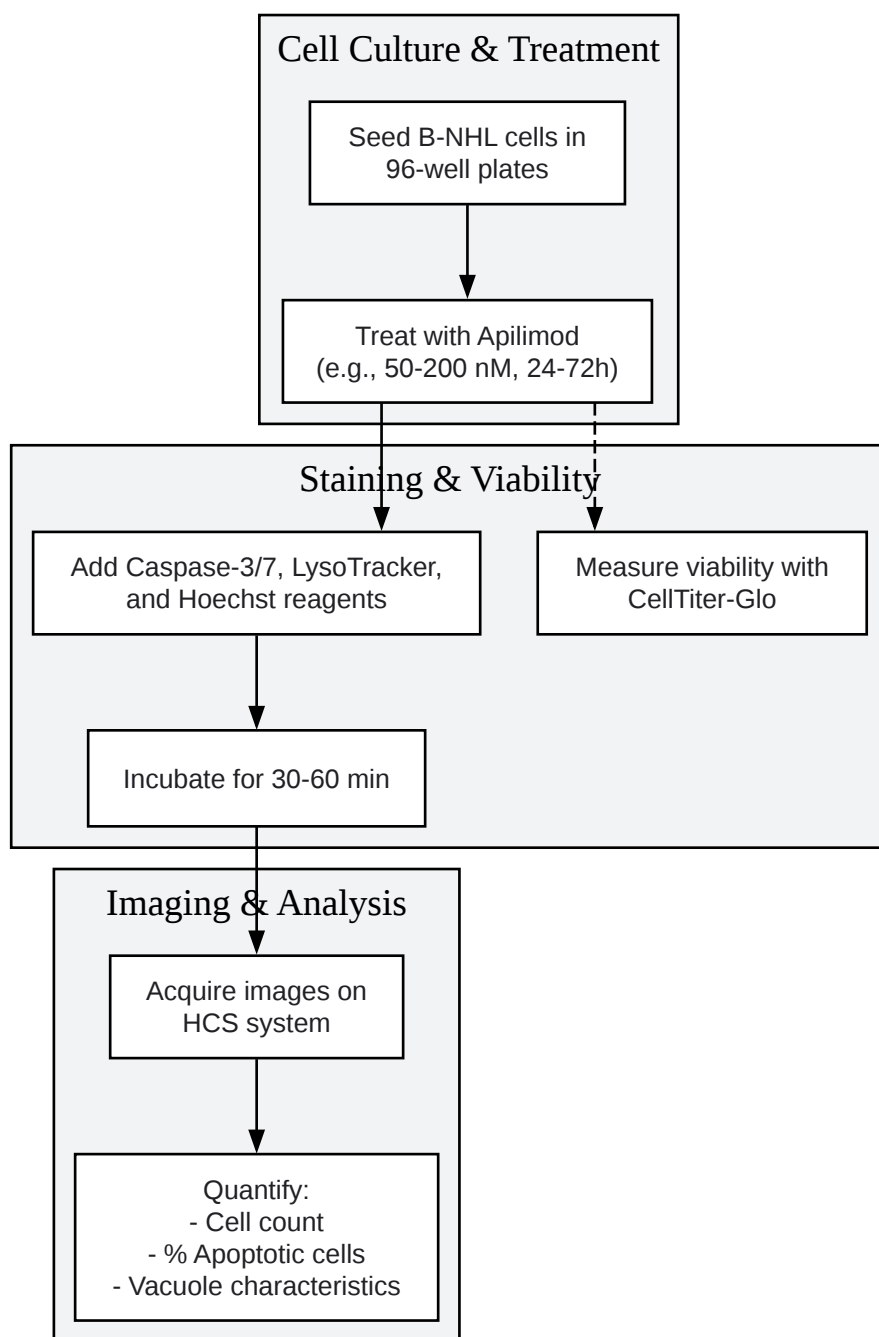 Cell Culture & Treatment
Seed B-NHL cells in
96-well plates
Treat with Apilimod
(e.g., 50-200 nM, 24-72h)
Staining & Viability
Add Caspase-3/7, LysoTracker,
and Hoechst reagents
Measure viability with
CellTiter-Glo
Incubate for 30-60 min
Imaging & Analysis
Acquire images on
HCS system
Quantify:
- Cell count
- % Apoptotic cells
- Vacuole characteristics